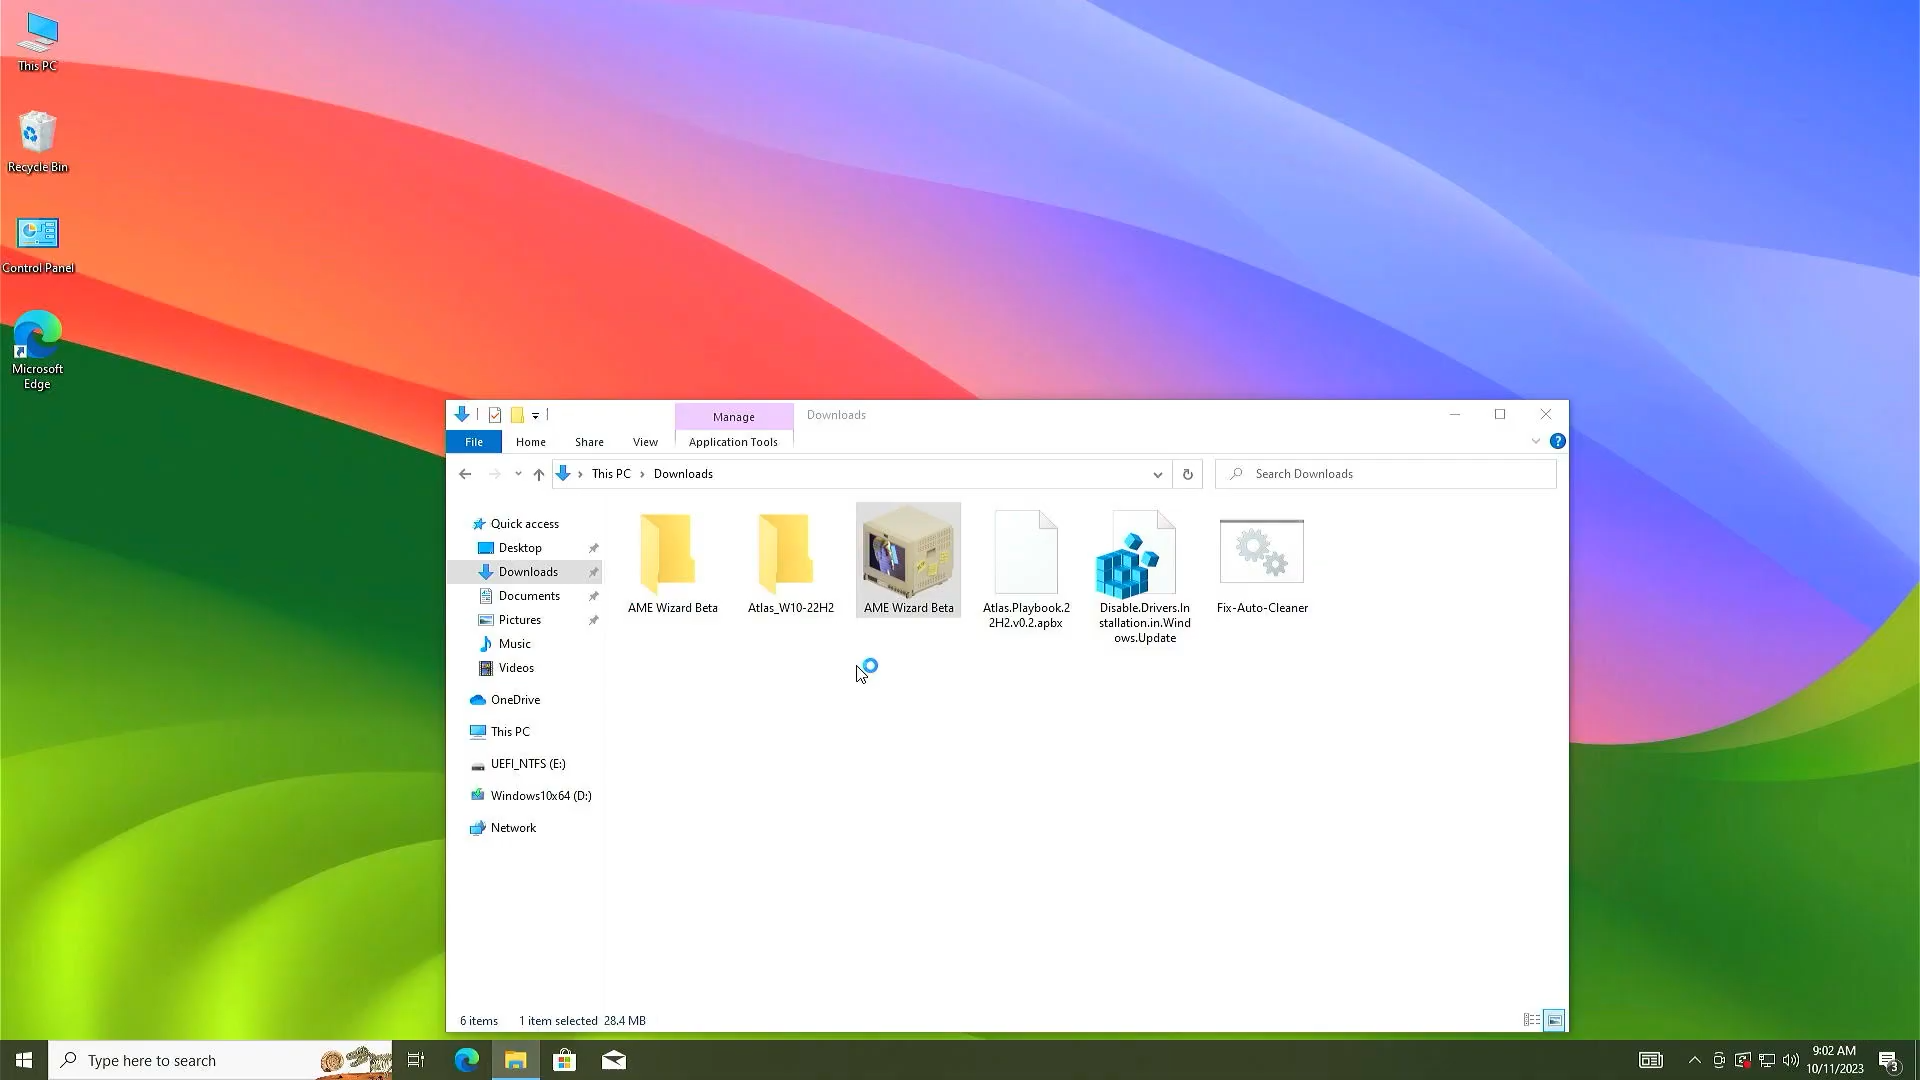 This PC
Recycle Bin
Control Panel
Microsoft
Edge
Manage
Downloads
File
Home
Share
View
Application Tools
This PC
Downloads
Search Downloads
Quick access
Desktop
Downloads
Documents
Pictures
Music
Videos
OneDrive
This PC
UEFI_NTFS (E:)
Windows10x64 (D:)
Network
AME Wizard Beta
Atlas_W10-22H2
AME Wizard Beta
Atlas.Playbook.2
2H2.v0.2.apbx
Disable.Drivers.In
stallation.in.Wind
ows.Update
Fix-Auto-Cleaner
6 items
1 item selected 28.4 MB
Type here to search
9:02 AM
10/11/2023
3